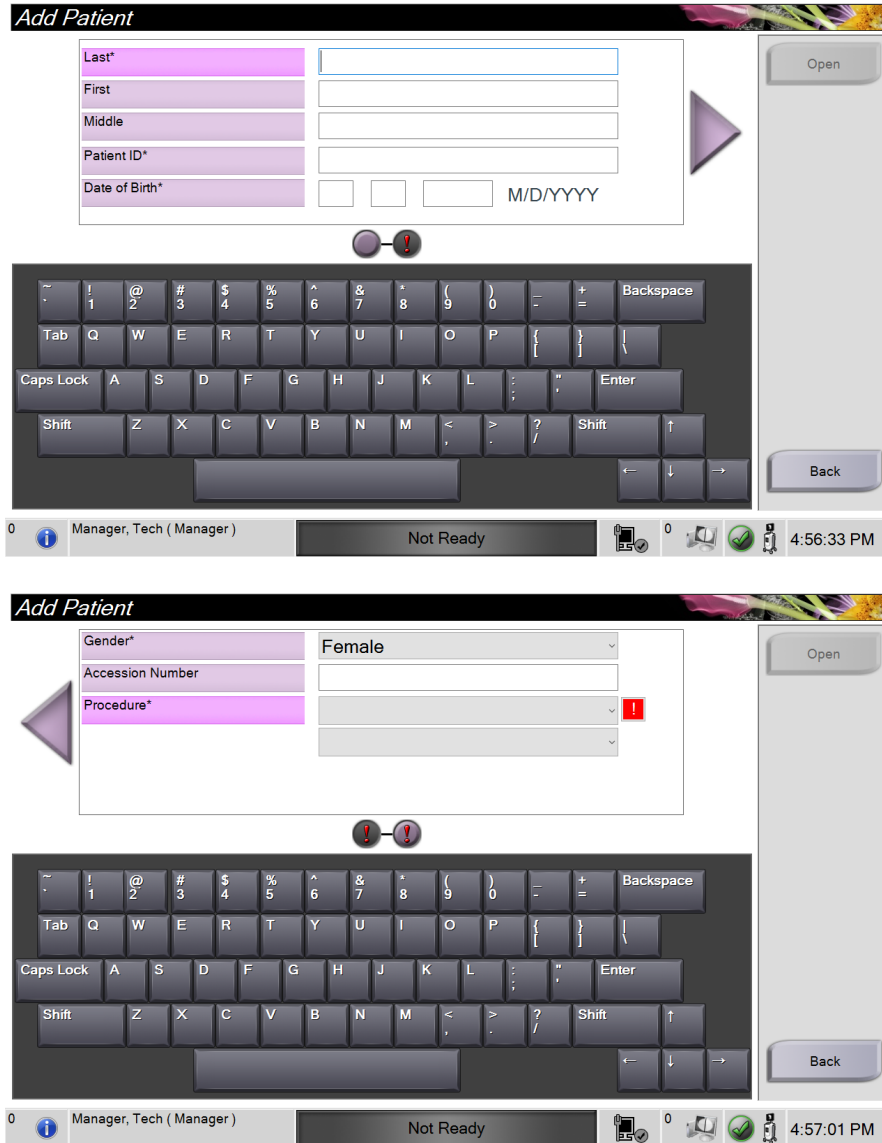 Add Patient
Last*
First
Middle
Patient ID*
Date of Birth* M/D/YYYY
Open
!
~ ! @ # $ % ^ & * ( ) _ + Backspace
` 1 2 3 4 5 6 7 8 9 0 - =
Tab Q W E R T Y U I O P { } |
[ ] \
Caps Lock A S D F G H J K L : " Enter
; '
Shift Z X C V B N M < > ? Shift ↑
, . /
← ↓ →
Back
0 Manager, Tech ( Manager ) Not Ready 0 4:56:33 PM
Add Patient
Gender* Female
Accession Number
Procedure* !
Open
! !
~ ! @ # $ % ^ & * ( ) _ + Backspace
` 1 2 3 4 5 6 7 8 9 0 - =
Tab Q W E R T Y U I O P { } |
[ ] \
Caps Lock A S D F G H J K L : " Enter
; '
Shift Z X C V B N M < > ? Shift ↑
, . /
← ↓ →
Back
0 Manager, Tech ( Manager ) Not Ready 0 4:57:01 PM